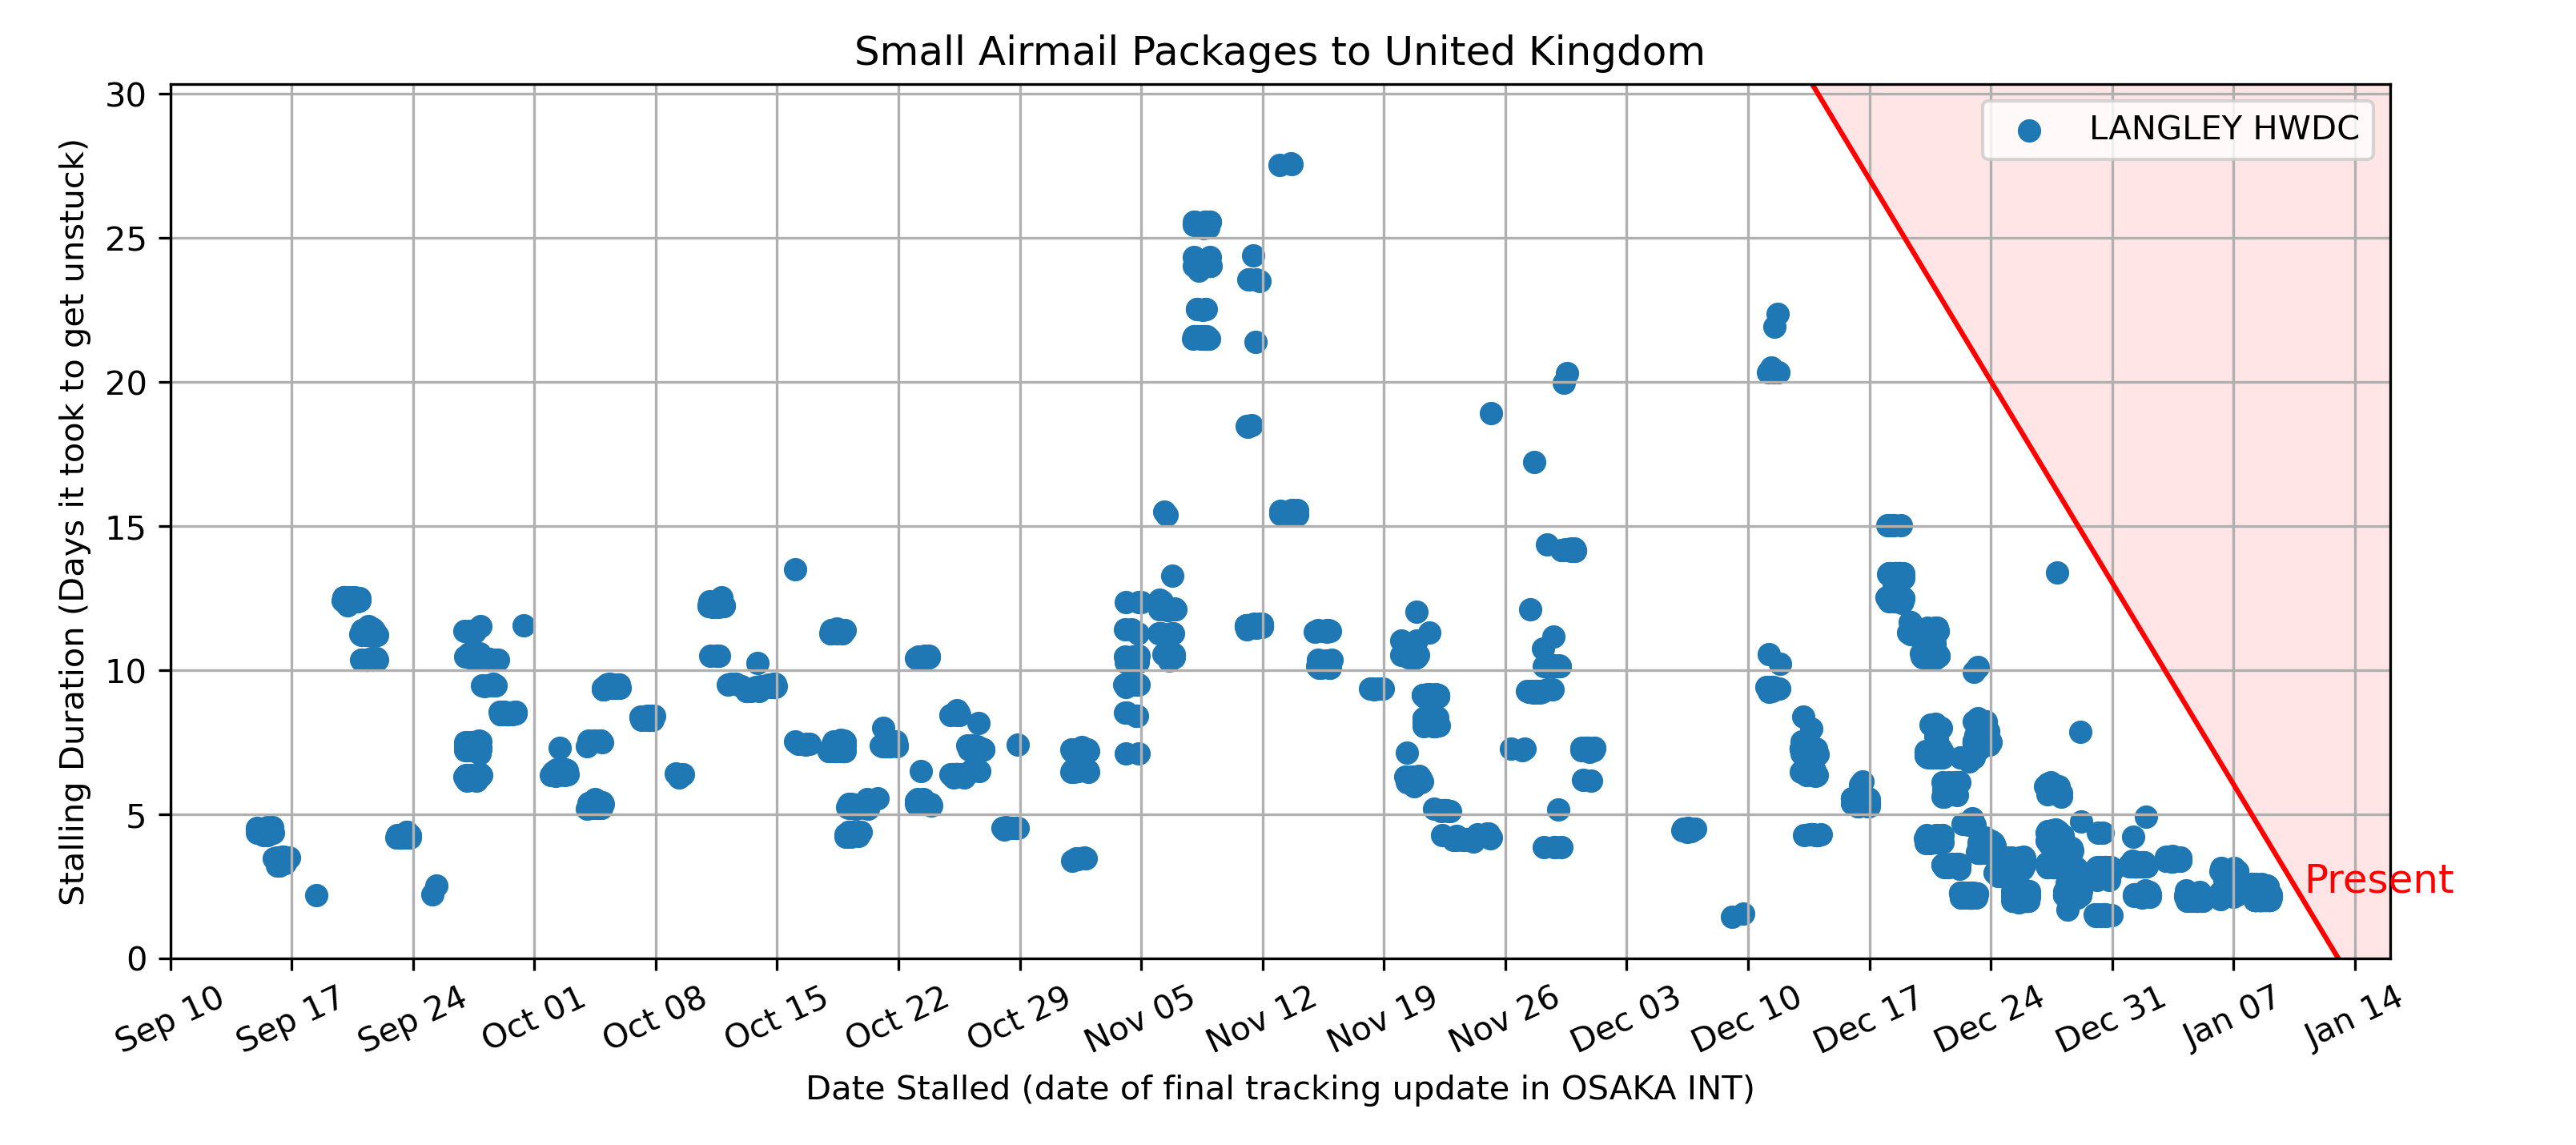 Small Airmail Packages to United Kingdom
Stalling Duration (Days it took to get unstuck)
30
25
20
15
10
5
0
LANGLEY HWDC
Present
Sep 10
Sep 17
Sep 24
Oct 01
Oct 08
Oct 15
Oct 22
Oct 29
Nov 05
Nov 12
Nov 19
Nov 26
Dec 03
Dec 10
Dec 17
Dec 24
Dec 31
Jan 07
Jan 14
Date Stalled (date of final tracking update in OSAKA INT)